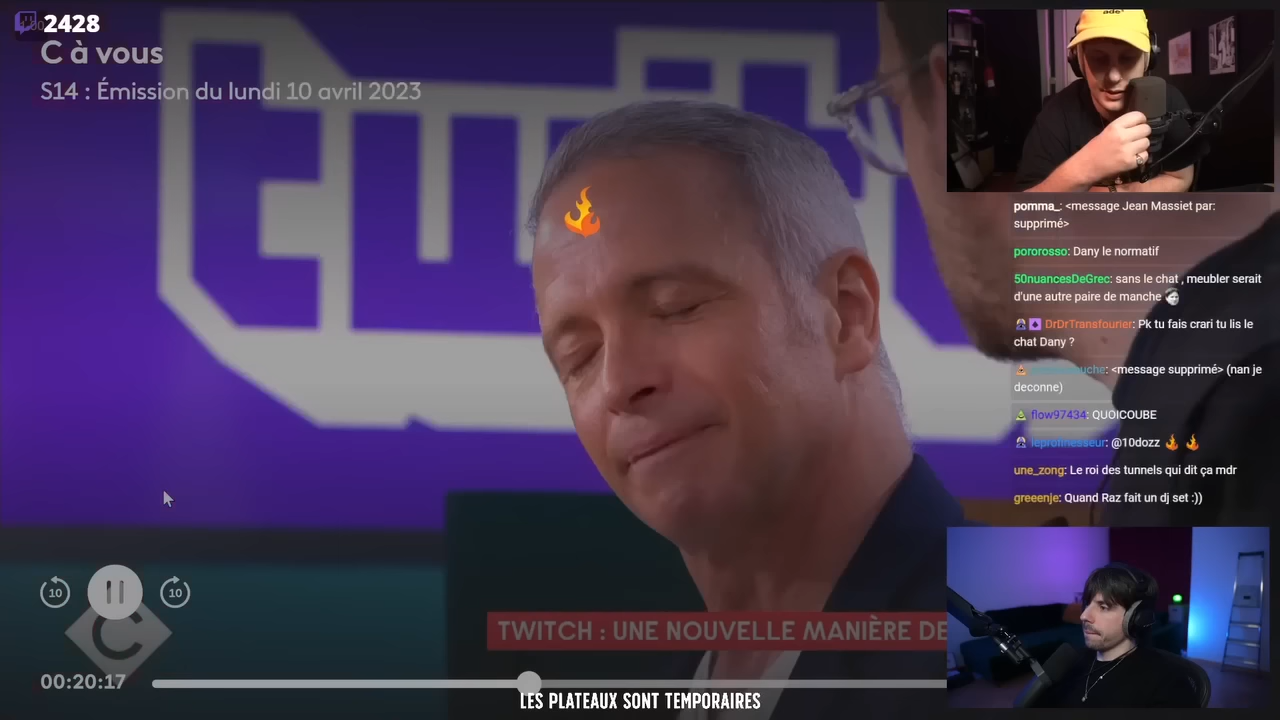 2428
C à vous
S14 : Émission du lundi 10 avril 2023
pomma_: <message Jean Massiet par:
supprimé>
pororosso: Dany le normatif
50nuancesDeGrec: sans le chat , meubler serait
d'une autre paire de manche
DrDrTransfourier: Pk tu fais crari tu lis le
chat Dany ?
: <message supprimé> (nan je
deconne)
flow97434: QUOICOUBE
leprofinesseur: @10dozz
une_zong: Le roi des tunnels qui dit ça mdr
greeenje: Quand Raz fait un dj set :))
10
10
C
TWITCH : UNE NOUVELLE MANIÈRE DE
00:20:17
LES PLATEAUX SONT TEMPORAIRES